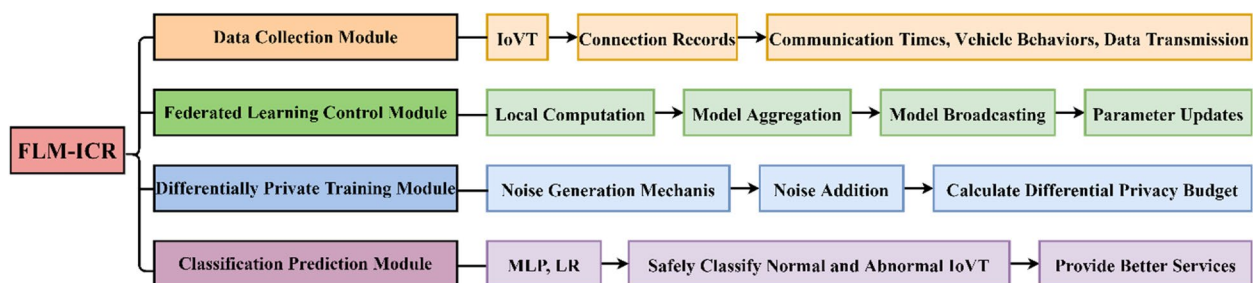 FLM-ICR
Data Collection Module
IoVT
Connection Records
Communication Times, Vehicle Behaviors, Data Transmission
Federated Learning Control Module
Local Computation
Model Aggregation
Model Broadcasting
Parameter Updates
Differentially Private Training Module
Noise Generation Mechanis
Noise Addition
Calculate Differential Privacy Budget
Classification Prediction Module
MLP, LR
Safely Classify Normal and Abnormal IoVT
Provide Better Services